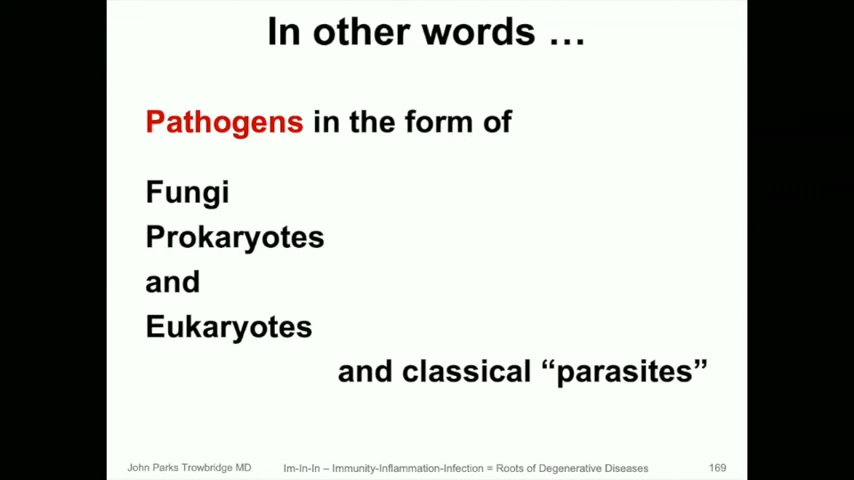 In other words …
Pathogens in the form of
Fungi
Prokaryotes
and
Eukaryotes
and classical “parasites”
John Parks Trowbridge MD Im-In-In – Immunity-Inflammation-Infection = Roots of Degenerative Diseases 169